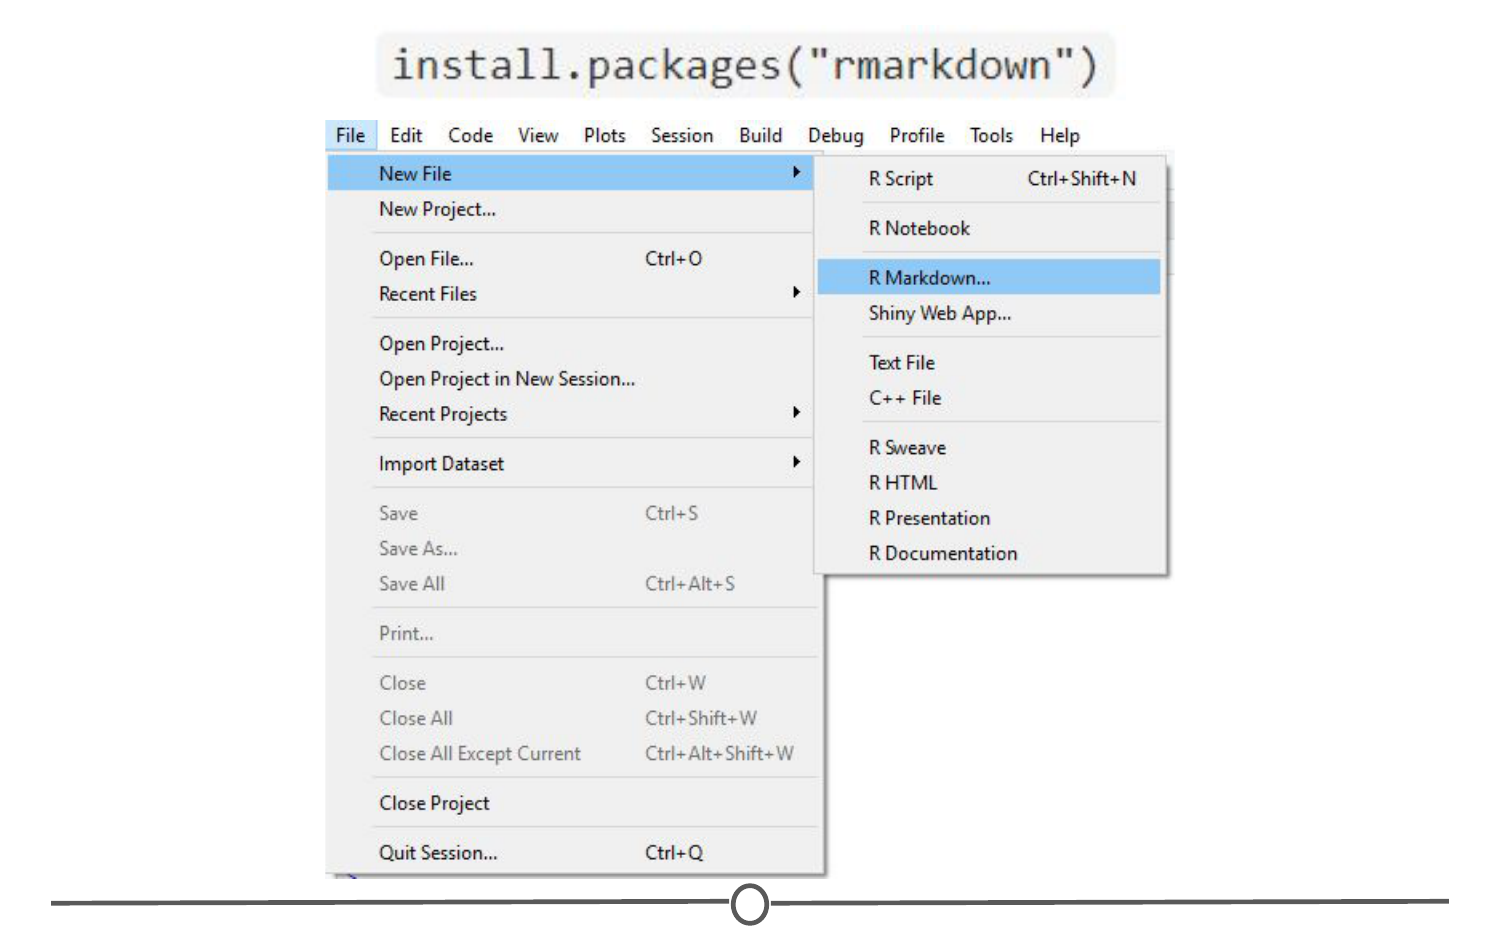 install.packages("rmarkdown")
File Edit Code View Plots Session Build Debug Profile Tools Help
New File
New Project...
Open File... Ctrl+O
Recent Files
Open Project...
Open Project in New Session...
Recent Projects
Import Dataset
Save Ctrl+S
Save As...
Save All Ctrl+Alt+S
Print...
Close Ctrl+W
Close All Ctrl+Shift+W
Close All Except Current Ctrl+Alt+Shift+W
Close Project
Quit Session... Ctrl+Q
R Script Ctrl+Shift+N
R Notebook
R Markdown...
Shiny Web App...
Text File
C++ File
R Sweave
R HTML
R Presentation
R Documentation